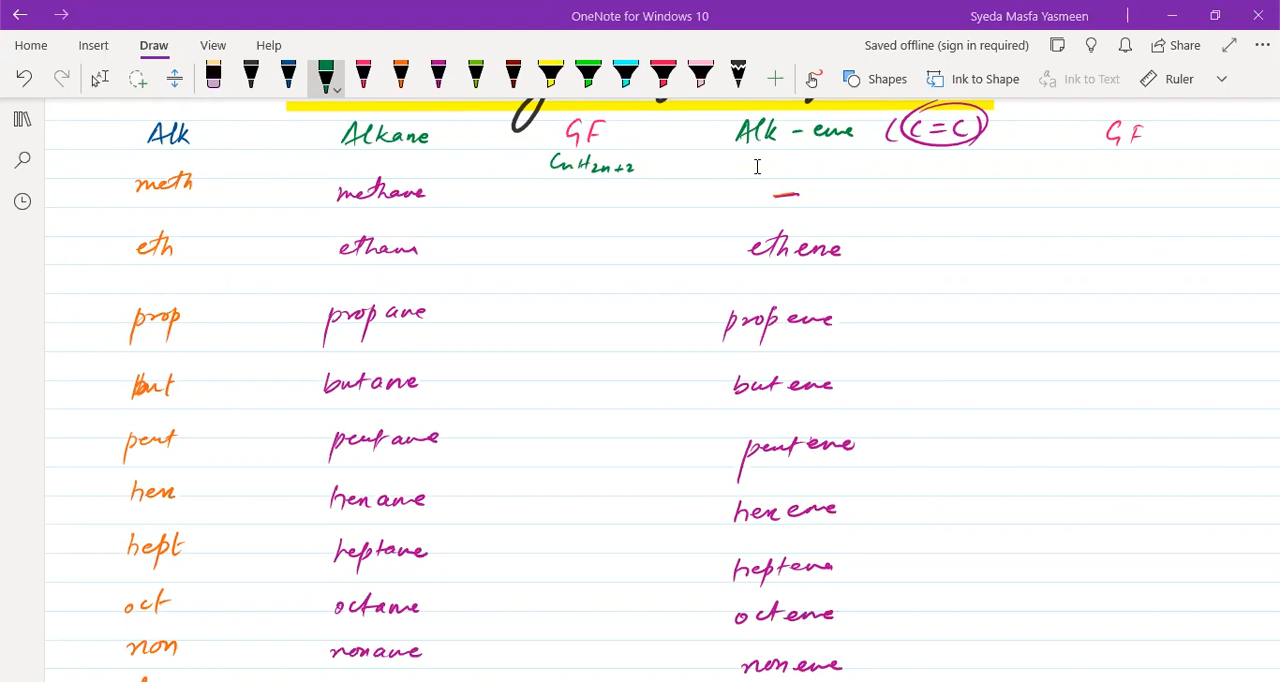 OneNote for Windows 10 Syeda Masfa Yasmeen
Home Insert Draw View Help Saved offline (sign in required) Share
Shapes Ink to Shape Ink to Text Ruler
Alk Alkane GF Alk - ene (C=C) GF
CnH2n+2
meth methane –
eth ethane ethene
prop propane propene
but butane butene
pent pentane pentene
hex hexane hexene
hept heptane heptene
oct octane octene
non nonane nonene